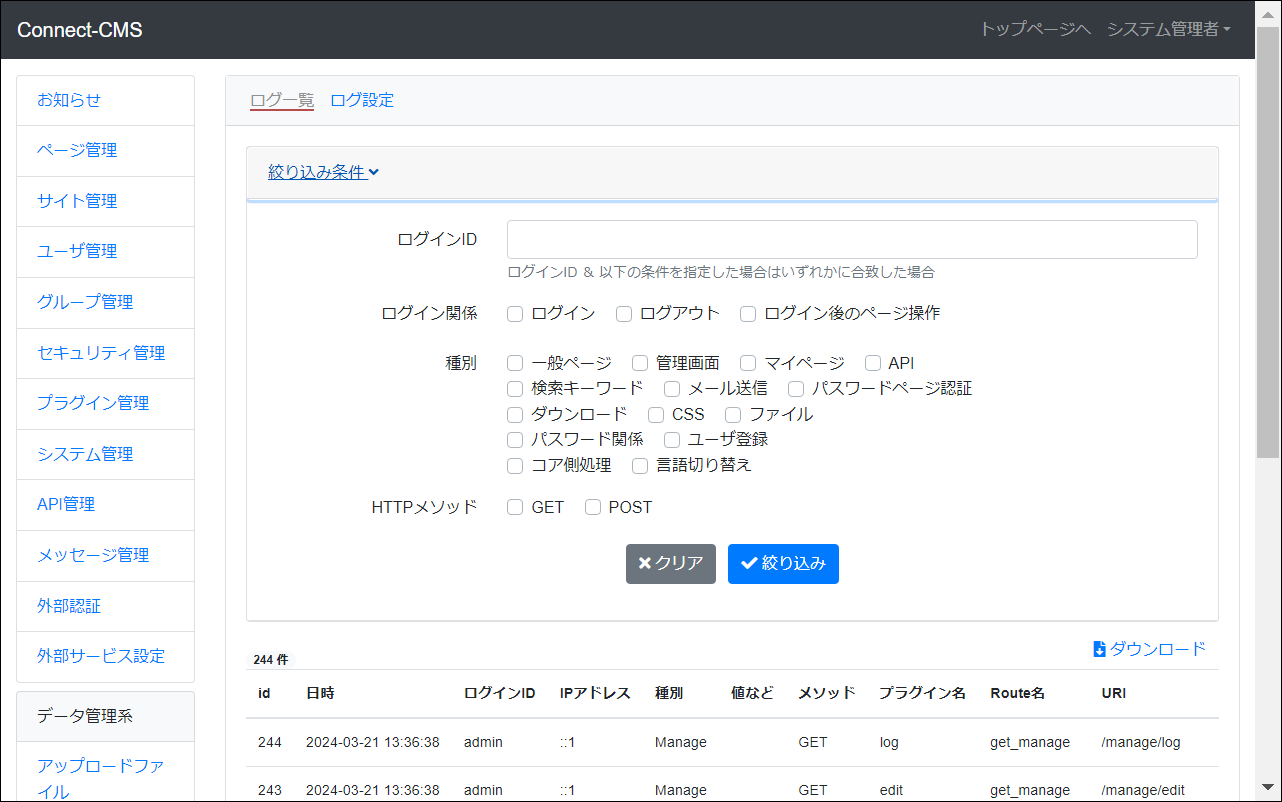 Connect-CMS
トップページへ システム管理者
お知らせ
ページ管理
サイト管理
ユーザ管理
グループ管理
セキュリティ管理
プラグイン管理
システム管理
API管理
メッセージ管理
外部認証
外部サービス設定
データ管理系
アップロードファ
イル
ログ一覧 ログ設定
絞り込み条件
ログインID
ログインID & 以下の条件を指定した場合はいずれかに合致した場合
ログイン関係 ログイン ログアウト ログイン後のページ操作
種別 一般ページ 管理画面 マイページ API
検索キーワード メール送信 パスワードページ認証
ダウンロード CSS ファイル
パスワード関係 ユーザ登録
コア側処理 言語切り替え
HTTPメソッド GET POST
クリア 絞り込み
244 件 ダウンロード
id 日時 ログインID IPアドレス 種別 値など メソッド プラグイン名 Route名 URI
244 2024-03-21 13:36:38 admin ::1 Manage GET log get_manage /manage/log
243 2024-03-21 13:36:38 admin ::1 Manage GET edit get_manage /manage/edit